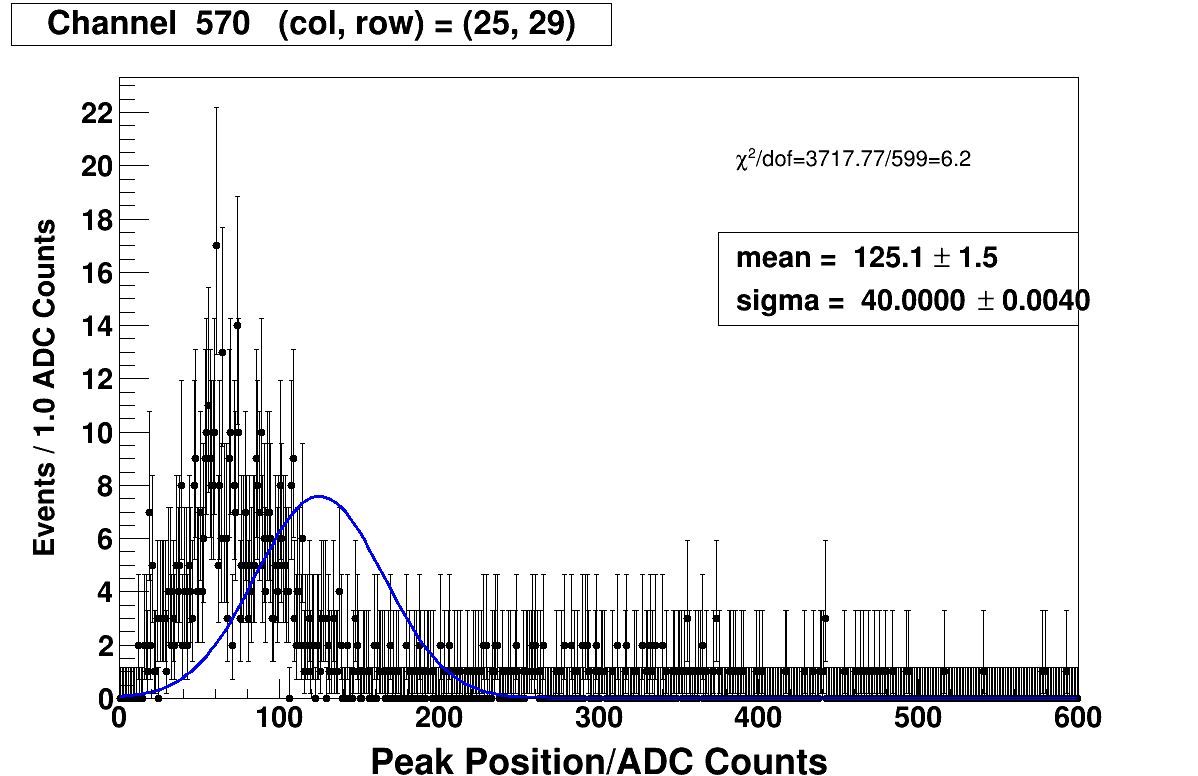 Channel 570 (col, row) = (25, 29)
22
20
18
16
14
12
10
8
6
4
2
0
Events / 1.0 ADC Counts
χ²/dof=3717.77/599=6.2
mean = 125.1 ± 1.5
sigma = 40.0000 ± 0.0040
0 100 200 300 400 500 600
Peak Position/ADC Counts